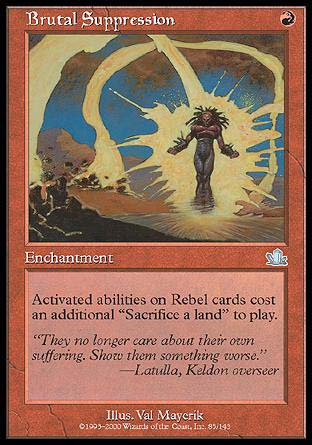 Brutal Suppression
Enchantment
Activated abilities on Rebel cards cost
an additional “Sacrifice a land” to play.
“They no longer care about their own
suffering. Show them something worse.”
—Latulla, Keldon overseer
Illus. Val Mayerik
©1993–2000 Wizards of the Coast, Inc. 85/143